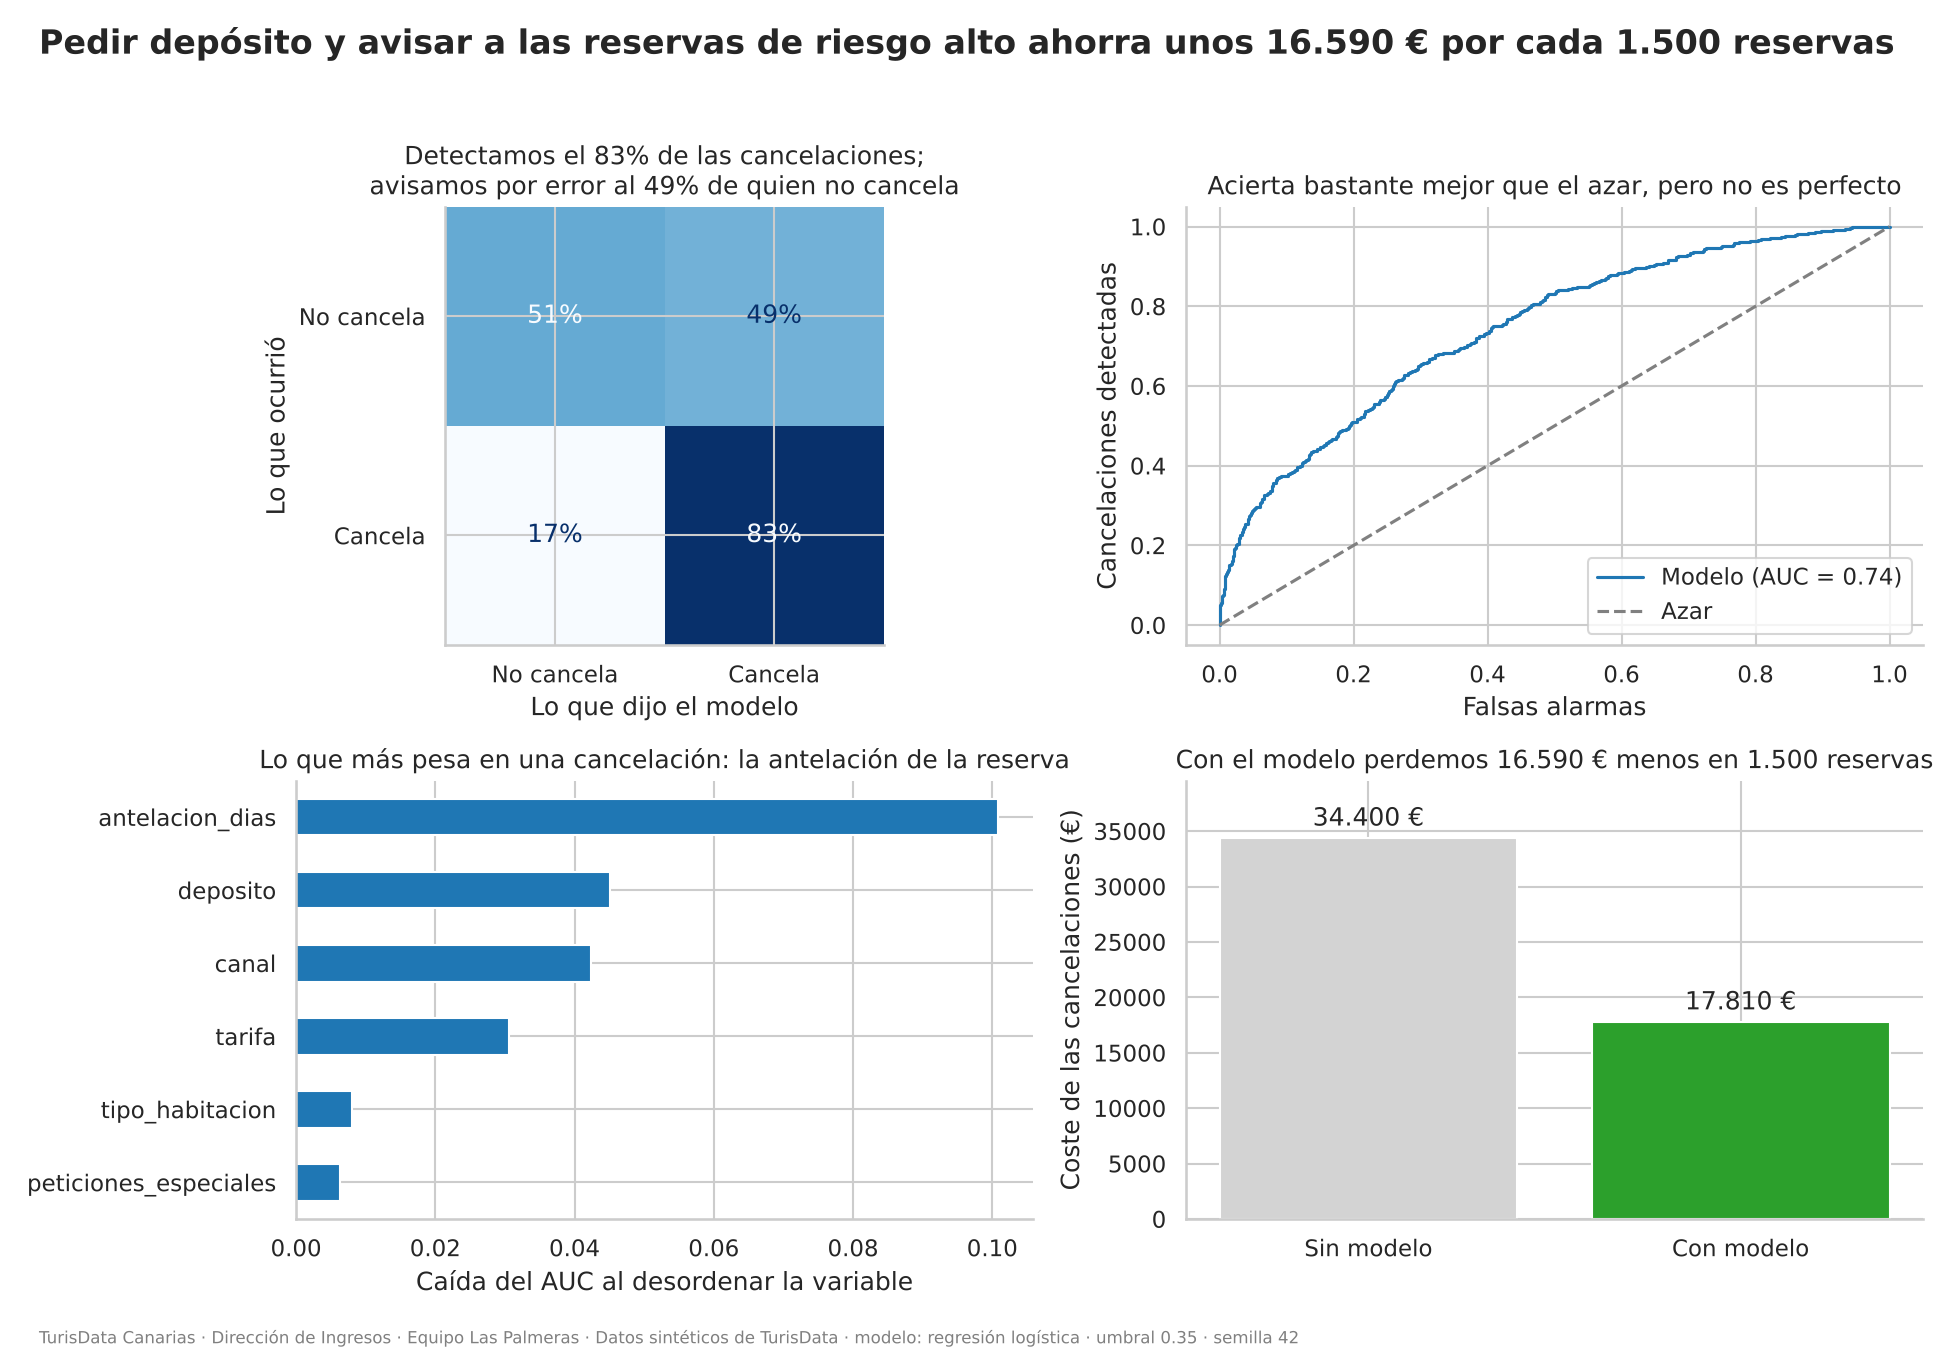 Pedir depósito y avisar a las reservas de riesgo alto ahorra unos 16.590 € por cada 1.500 reservas
Detectamos el 83% de las cancelaciones;
avisamos por error al 49% de quien no cancela
Lo que ocurrió
No cancela
51%
49%
Cancela
17%
83%
No cancela
Cancela
Lo que dijo el modelo
Acierta bastante mejor que el azar, pero no es perfecto
Cancelaciones detectadas
1.0
0.8
0.6
0.4
0.2
0.0
Modelo (AUC = 0.74)
Azar
0.0
0.2
0.4
0.6
0.8
1.0
Falsas alarmas
Lo que más pesa en una cancelación: la antelación de la reserva
antelacion_dias
deposito
canal
tarifa
tipo_habitacion
peticiones_especiales
0.00
0.02
0.04
0.06
0.08
0.10
Caída del AUC al desordenar la variable
Con el modelo perdemos 16.590 € menos en 1.500 reservas
Coste de las cancelaciones (€)
35000
30000
25000
20000
15000
10000
5000
0
34.400 €
17.810 €
Sin modelo
Con modelo
TurisData Canarias · Dirección de Ingresos · Equipo Las Palmeras · Datos sintéticos de TurisData · modelo: regresión logística · umbral 0.35 · semilla 42